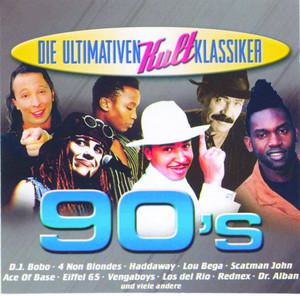 DIE ULTIMATIVEN Kult KLASSIKER
90's
D.J. Bobo · 4 Non Blondes · Haddaway · Lou Bega · Scatman John
Ace Of Base · Eiffel 65 · Vengaboys · Los del Rio · Rednex · Dr. Alban
und viele andere